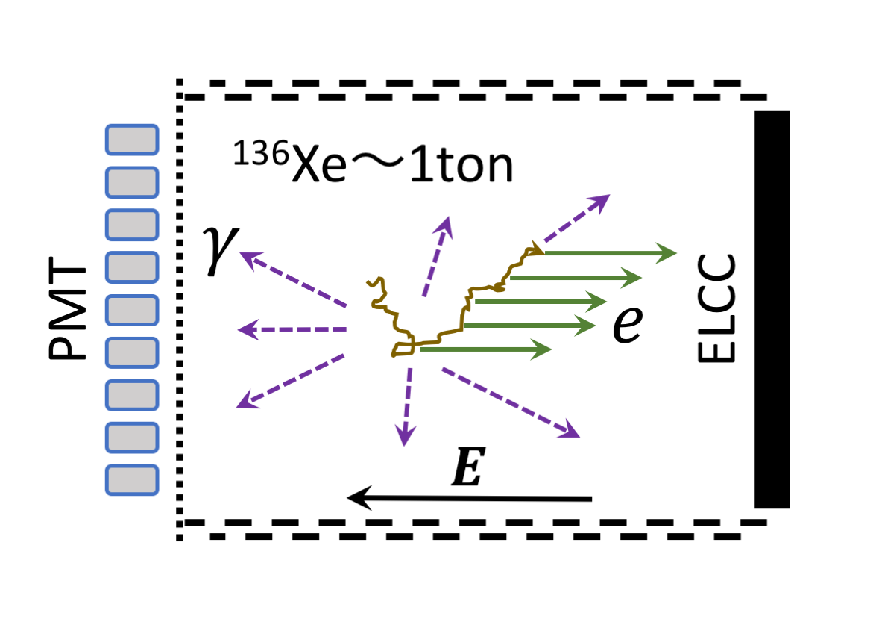 ¹³⁶Xe～1ton
γ
PMT
e
ELCC
E